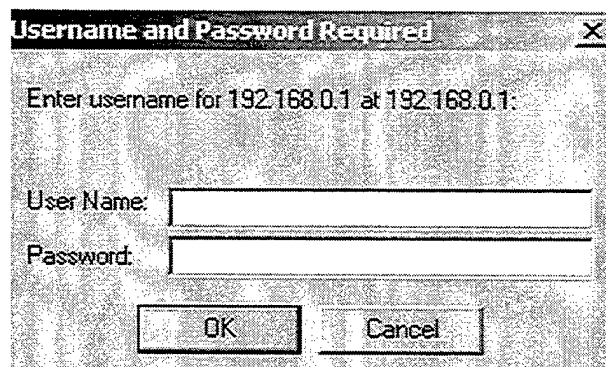 Username and Password Required
Enter username for 192.168.0.1 at 192.168.0.1:
User Name:
Password:
OK Cancel